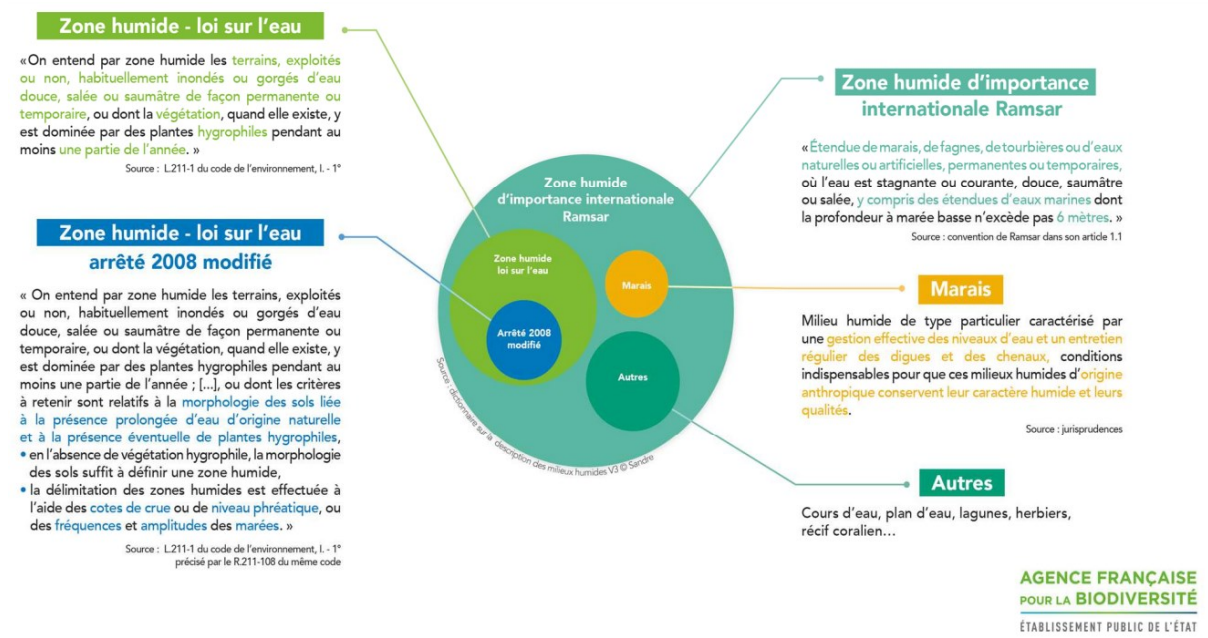 Zone humide - loi sur l'eau
«On entend par zone humide les terrains, exploités
ou non, habituellement inondés ou gorgés d'eau
douce, salée ou saumâtre de façon permanente ou
temporaire, ou dont la végétation, quand elle existe, y
est dominée par des plantes hygrophiles pendant au
moins une partie de l'année. »
Source : L.211-1 du code de l'environnement, I. - 1°
Zone humide - loi sur l'eau
arrêté 2008 modifié
« On entend par zone humide les terrains, exploités
ou non, habituellement inondés ou gorgés d'eau
douce, salée ou saumâtre de façon permanente ou
temporaire, ou dont la végétation, quand elle existe, y
est dominée par des plantes hygrophiles pendant au
moins une partie de l'année ; [...], ou dont les critères
à retenir sont relatifs à la morphologie des sols liée
à la présence prolongée d'eau d'origine naturelle
et à la présence éventuelle de plantes hygrophiles,
• en l'absence de végétation hygrophile, la morphologie
des sols suffit à définir une zone humide,
• la délimitation des zones humides est effectuée à
l'aide des cotes de crue ou de niveau phréatique, ou
des fréquences et amplitudes des marées. »
Source : L.211-1 du code de l'environnement, I. - 1°
précisé par le R.211-108 du même code
Zone humide
d'importance internationale
Ramsar
Zone humide
loi sur l'eau
Arrêté 2008
modifié
Marais
Autres
Source : dictionnaire sur la description des milieux humides V3 © Sandre
Zone humide d'importance
internationale Ramsar
«Étendue de marais, de fagnes, de tourbières ou d'eaux
naturelles ou artificielles, permanentes ou temporaires,
où l'eau est stagnante ou courante, douce, saumâtre
ou salée, y compris des étendues d'eaux marines dont
la profondeur à marée basse n'excède pas 6 mètres. »
Source : convention de Ramsar dans son article 1.1
Marais
Milieu humide de type particulier caractérisé par
une gestion effective des niveaux d'eau et un entretien
régulier des digues et des chenaux, conditions
indispensables pour que ces milieux humides d'origine
anthropique conservent leur caractère humide et leurs
qualités.
Source : jurisprudences
Autres
Cours d'eau, plan d'eau, lagunes, herbiers,
récif coralien...
AGENCE FRANÇAISE
POUR LA BIODIVERSITÉ
ÉTABLISSEMENT PUBLIC DE L'ÉTAT